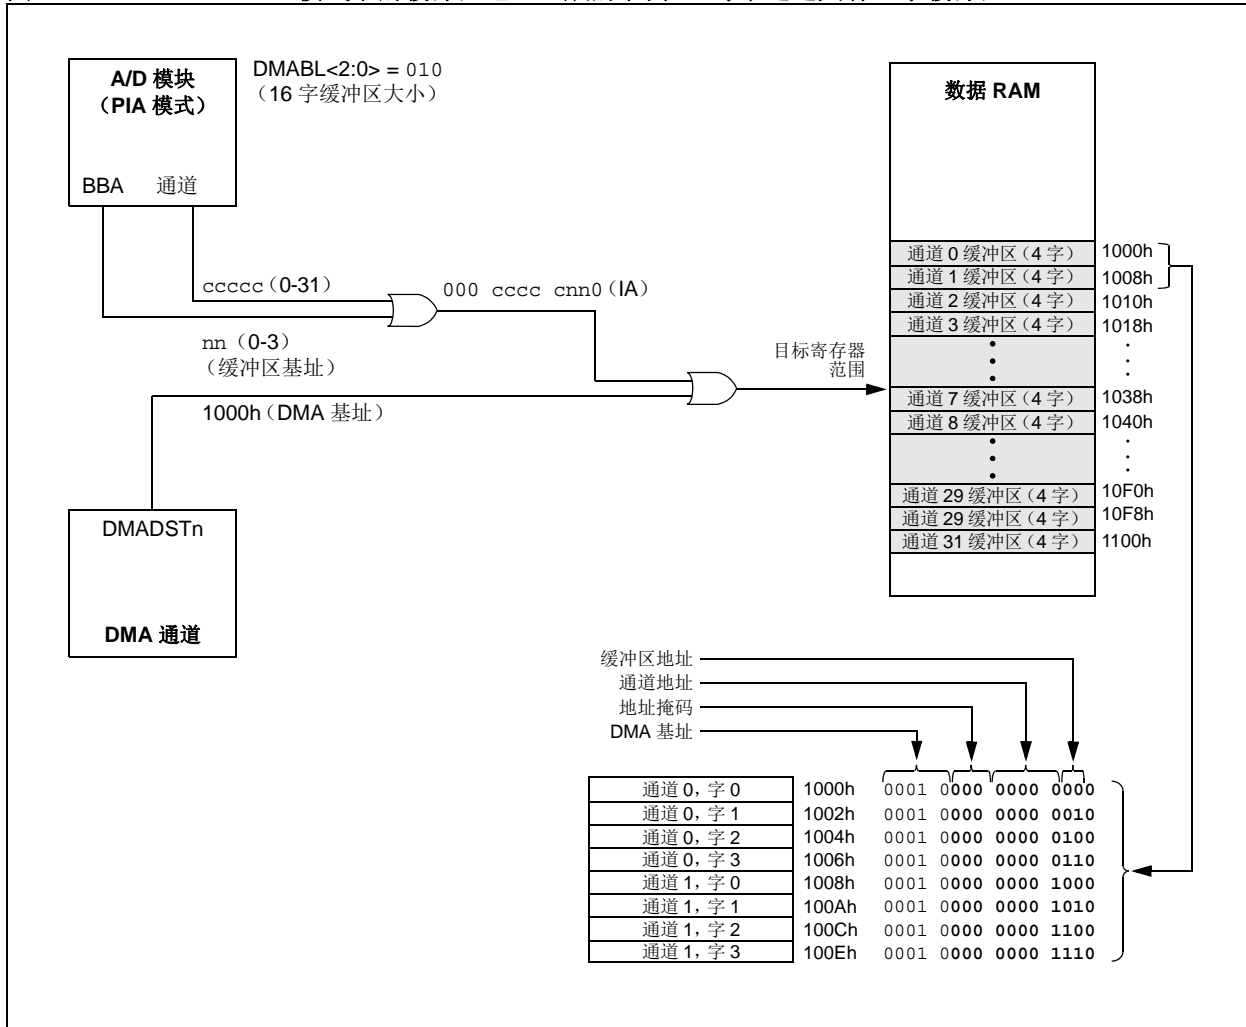 A/D 模块
（PIA 模式）
BBA 通道
DMABL<2:0> = 010
（16 字缓冲区大小）
ccccc（0-31）
000 cccc cnn0（IA）
nn（0-3）
（缓冲区基址）
1000h（DMA 基址）
DMADSTn
DMA 通道
目标寄存器
范围
数据 RAM
通道 0 缓冲区（4 字） 1000h
通道 1 缓冲区（4 字） 1008h
通道 2 缓冲区（4 字） 1010h
通道 3 缓冲区（4 字） 1018h
通道 7 缓冲区（4 字） 1038h
通道 8 缓冲区（4 字） 1040h
通道 29 缓冲区（4 字） 10F0h
通道 29 缓冲区（4 字） 10F8h
通道 31 缓冲区（4 字） 1100h
缓冲区地址
通道地址
地址掩码
DMA 基址
通道 0，字 0 1000h 0001 0000 0000 0000
通道 0，字 1 1002h 0001 0000 0000 0010
通道 0，字 2 1004h 0001 0000 0000 0100
通道 0，字 3 1006h 0001 0000 0000 0110
通道 1，字 0 1008h 0001 0000 0000 1000
通道 1，字 1 100Ah 0001 0000 0000 1010
通道 1，字 2 100Ch 0001 0000 0000 1100
通道 1，字 3 100Eh 0001 0000 0000 1110